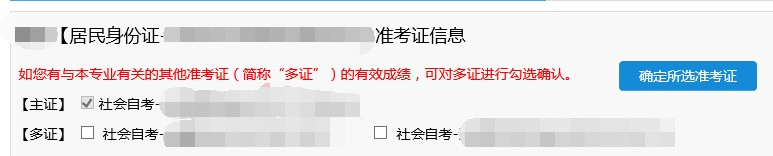 【居民身份证- 准考证信息
如您有与本专业有关的其他准考证（简称“多证”）的有效成绩，可对多证进行勾选确认。
确定所选准考证
【主证】 社会自考-
【多证】 社会自考- 社会自考-